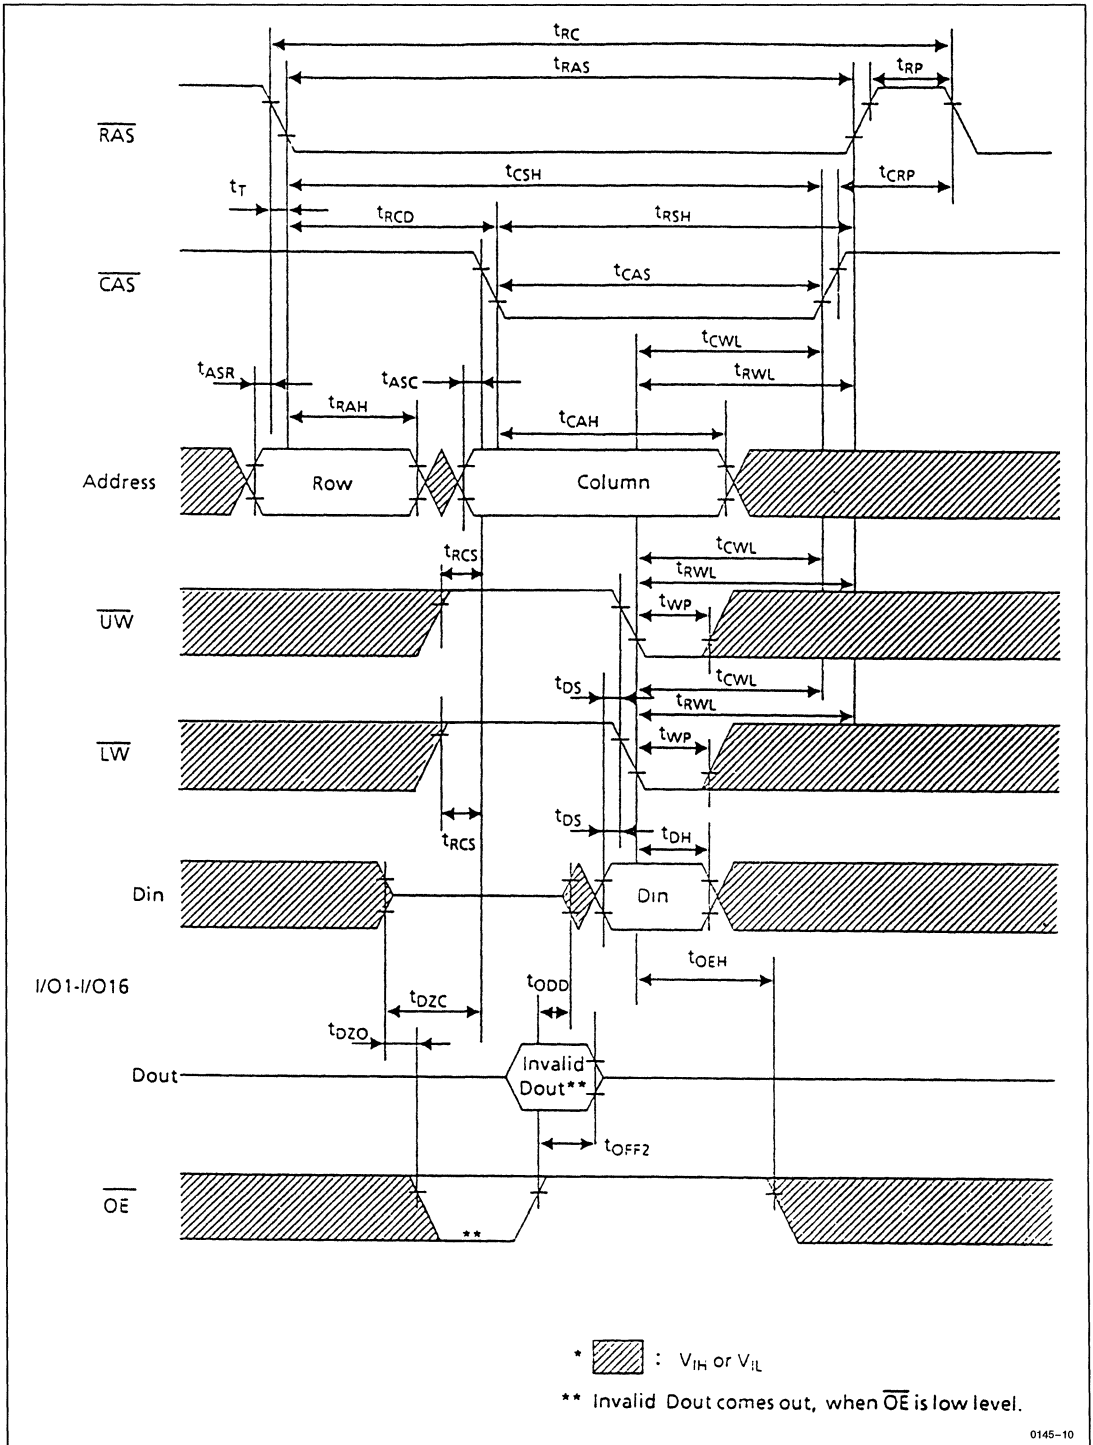 tRC
tRAS
tRP
RAS
tCSH
tCRP
tT
tRCD
tRSH
CAS
tCAS
tCWL
tASR
tASC
tRWL
tRAH
tCAH
Address
Row
Column
tRCS
tCWL
tRWL
UW
tWP
tCWL
tDS
tRWL
LW
tWP
tRCS
tDS
tDH
Din
Din
tOEH
tODD
I/O1-I/O16
tDZC
tDZO
Dout
Invalid
Dout**
tOFF2
OE
**
* : VIH or VIL
** Invalid Dout comes out, when OE is low level.
0145-10